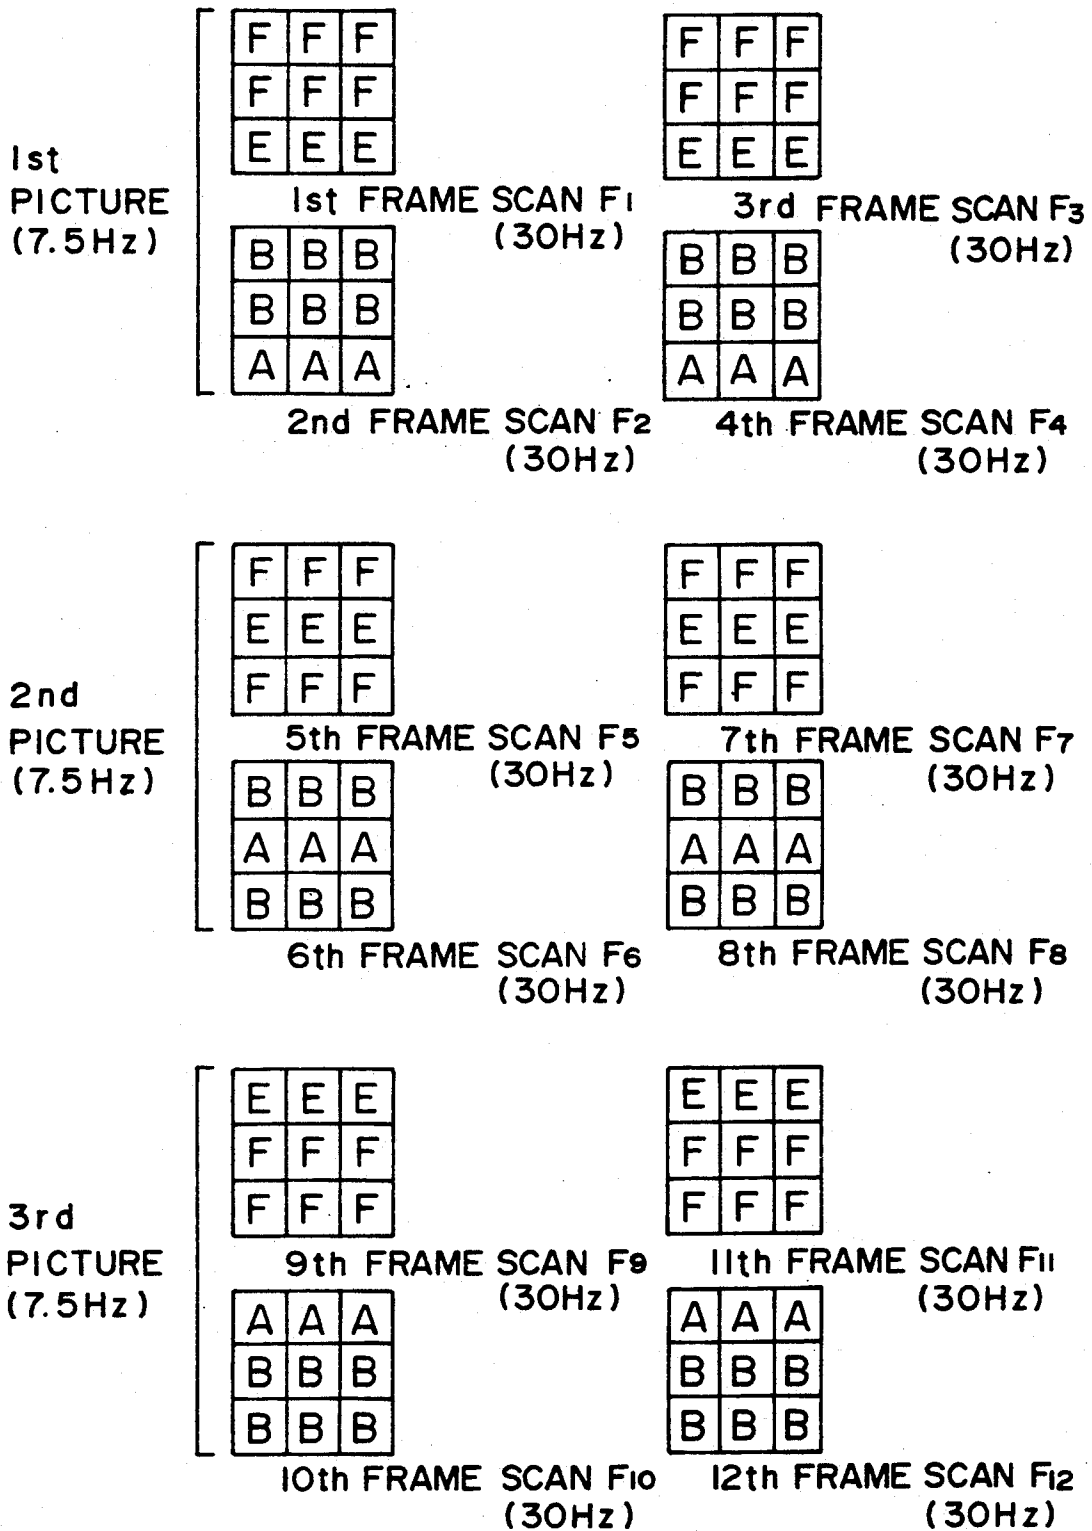 1st
PICTURE
(7.5Hz)
F F F
F F F
E E E
1st FRAME SCAN F1
(30Hz)
F F F
F F F
E E E
3rd FRAME SCAN F3
(30Hz)
B B B
B B B
A A A
2nd FRAME SCAN F2
(30Hz)
B B B
B B B
A A A
4th FRAME SCAN F4
(30Hz)
2nd
PICTURE
(7.5Hz)
F F F
E E E
F F F
5th FRAME SCAN F5
(30Hz)
F F F
E E E
F F F
7th FRAME SCAN F7
(30Hz)
B B B
A A A
B B B
6th FRAME SCAN F6
(30Hz)
B B B
A A A
B B B
8th FRAME SCAN F8
(30Hz)
3rd
PICTURE
(7.5Hz)
E E E
F F F
F F F
9th FRAME SCAN F9
(30Hz)
E E E
F F F
F F F
11th FRAME SCAN F11
(30Hz)
A A A
B B B
B B B
10th FRAME SCAN F10
(30Hz)
A A A
B B B
B B B
12th FRAME SCAN F12
(30Hz)